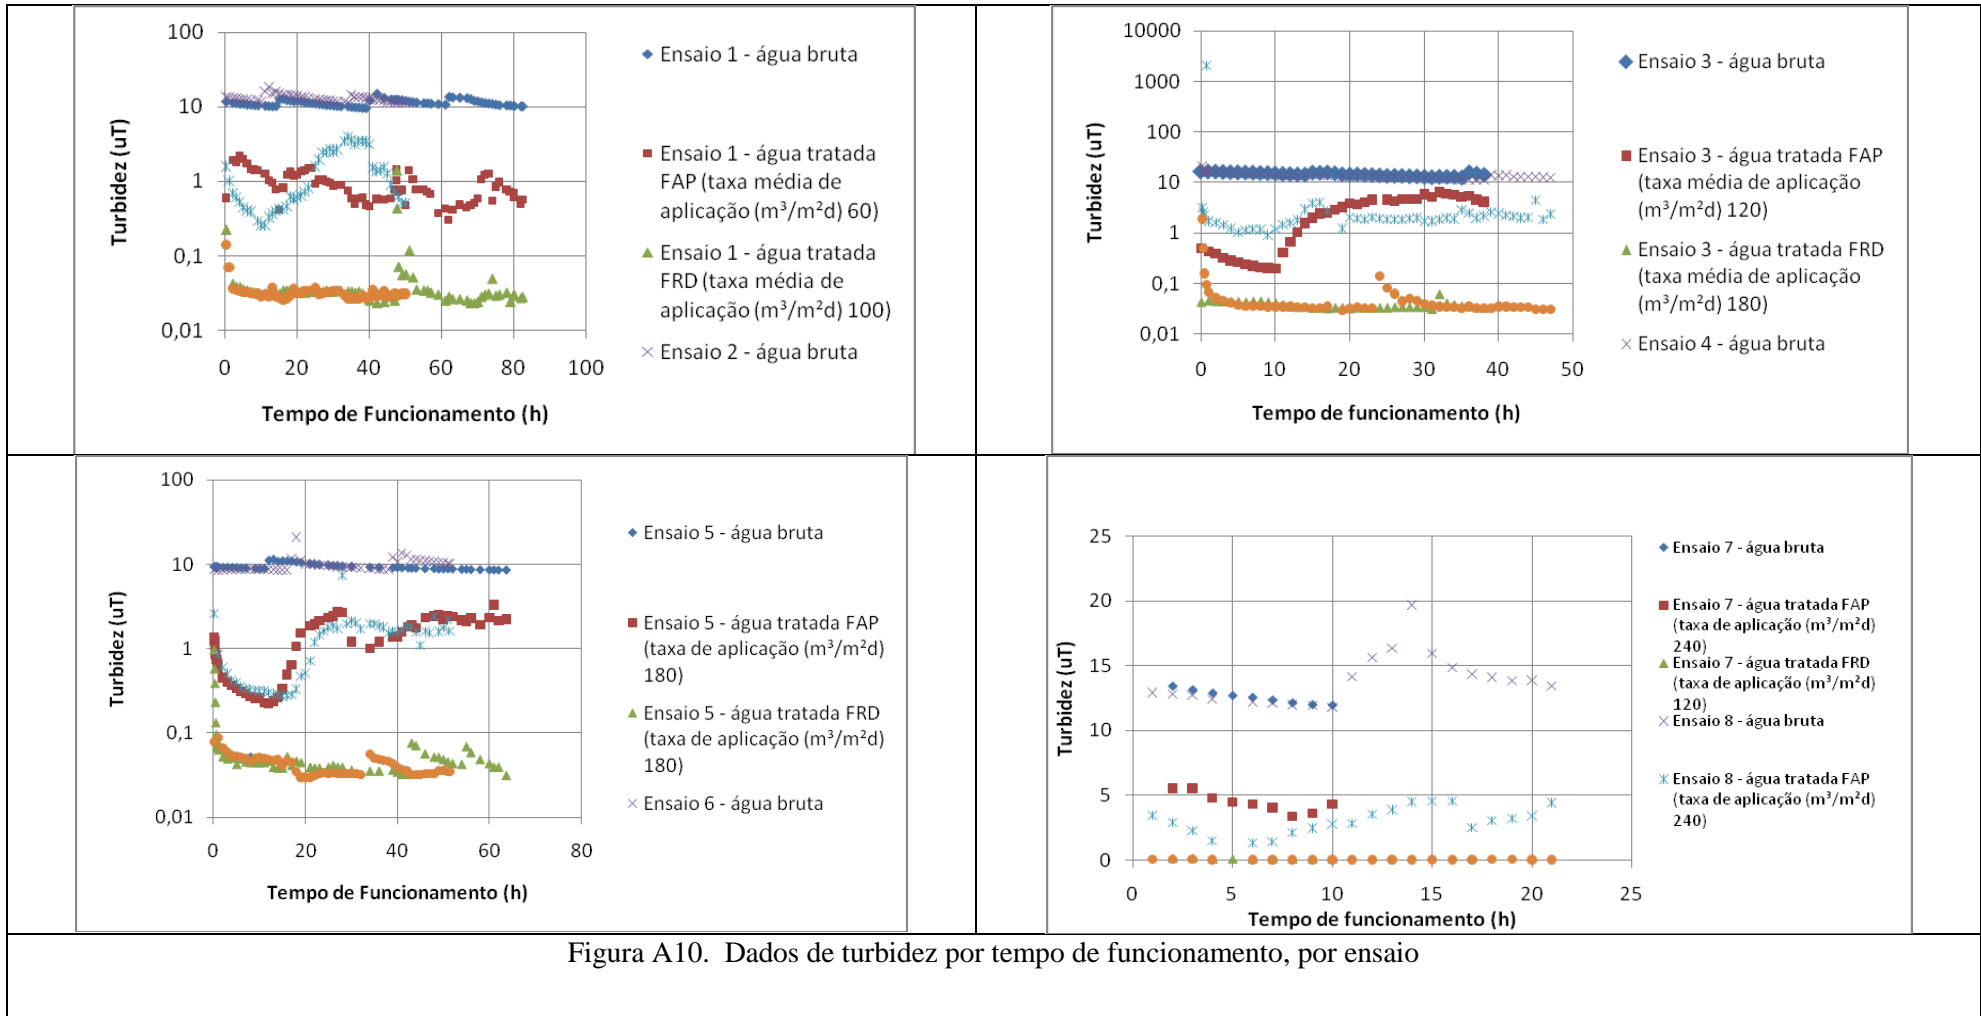 100
10
1
0,1
0,01
Turbidez (uT)
0
20
40
60
80
100
Tempo de Funcionamento (h)
Ensaio 1 - água bruta
Ensaio 1 - água tratada
FAP (taxa média de
aplicação (m³/m²d) 60)
Ensaio 1 - água tratada
FRD (taxa média de
aplicação (m³/m²d) 100)
Ensaio 2 - água bruta
10000
1000
100
10
1
0,1
0,01
Turbidez (uT)
0
10
20
30
40
50
Tempo de funcionamento (h)
Ensaio 3 - água bruta
Ensaio 3 - água tratada FAP
(taxa média de aplicação
(m³/m²d) 120)
Ensaio 3 - água tratada FRD
(taxa média de aplicação
(m³/m²d) 180)
Ensaio 4 - água bruta
100
10
1
0,1
0,01
Turbidez (uT)
0
20
40
60
80
Tempo de Funcionamento (h)
Ensaio 5 - água bruta
Ensaio 5 - água tratada FAP
(taxa de aplicação (m³/m²d)
180)
Ensaio 5 - água tratada FRD
(taxa de aplicação (m³/m²d)
180)
Ensaio 6 - água bruta
25
20
15
10
5
0
Turbidez (uT)
0
5
10
15
20
25
Tempo de funcionamento (h)
Ensaio 7 - água bruta
Ensaio 7 - água tratada FAP
(taxa de aplicação (m³/m²d)
240)
Ensaio 7 - água tratada FRD
(taxa de aplicação (m³/m²d)
120)
Ensaio 8 - água bruta
Ensaio 8 - água tratada FAP
(taxa de aplicação (m³/m²d)
240)
Figura A10. Dados de turbidez por tempo de funcionamento, por ensaio